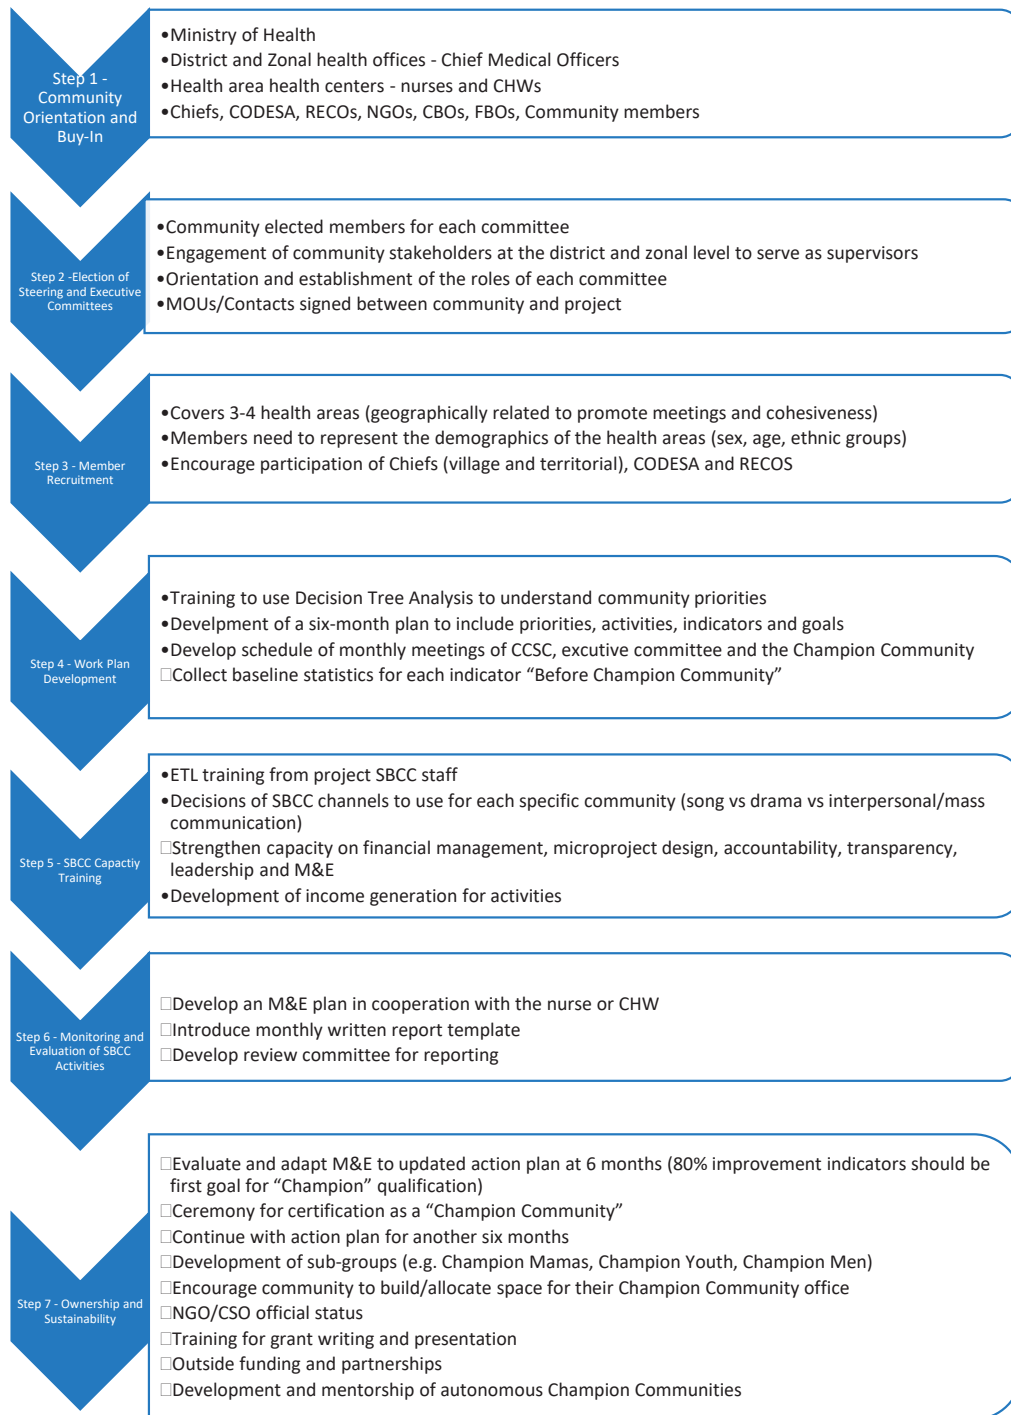 Step 1 -
Community
Orientation and
Buy-In
•Ministry of Health
•District and Zonal health offices - Chief Medical Officers
•Health area health centers - nurses and CHWs
•Chiefs, CODESA, RECOs, NGOs, CBOs, FBOs, Community members
Step 2 -Election of
Steering and Executive
Committees
•Community elected members for each committee
•Engagement of community stakeholders at the district and zonal level to serve as supervisors
•Orientation and establishment of the roles of each committee
•MOUs/Contacts signed between community and project
Step 3 - Member
Recruitment
•Covers 3-4 health areas (geographically related to promote meetings and cohesiveness)
•Members need to represent the demographics of the health areas (sex, age, ethnic groups)
•Encourage participation of Chiefs (village and territorial), CODESA and RECOS
Step 4 - Work Plan
Development
•Training to use Decision Tree Analysis to understand community priorities
•Develpment of a six-month plan to include priorities, activities, indicators and goals
•Develop schedule of monthly meetings of CCSC, excutive committee and the Champion Community
□Collect baseline statistics for each indicator “Before Champion Community”
Step 5 - SBCC Capactiy
Training
•ETL training from project SBCC staff
•Decisions of SBCC channels to use for each specific community (song vs drama vs interpersonal/mass
communication)
□Strengthen capacity on financial management, microproject design, accountability, transparency,
leadership and M&E
•Development of income generation for activities
Step 6 - Monitoring and
Evaluation of SBCC
Activities
□Develop an M&E plan in cooperation with the nurse or CHW
□Introduce monthly written report template
□Develop review committee for reporting
Step 7 - Ownership and
Sustainability
□Evaluate and adapt M&E to updated action plan at 6 months (80% improvement indicators should be
first goal for “Champion” qualification)
□Ceremony for certification as a “Champion Community”
□Continue with action plan for another six months
□Development of sub-groups (e.g. Champion Mamas, Champion Youth, Champion Men)
□Encourage community to build/allocate space for their Champion Community office
□NGO/CSO official status
□Training for grant writing and presentation
□Outside funding and partnerships
□Development and mentorship of autonomous Champion Communities